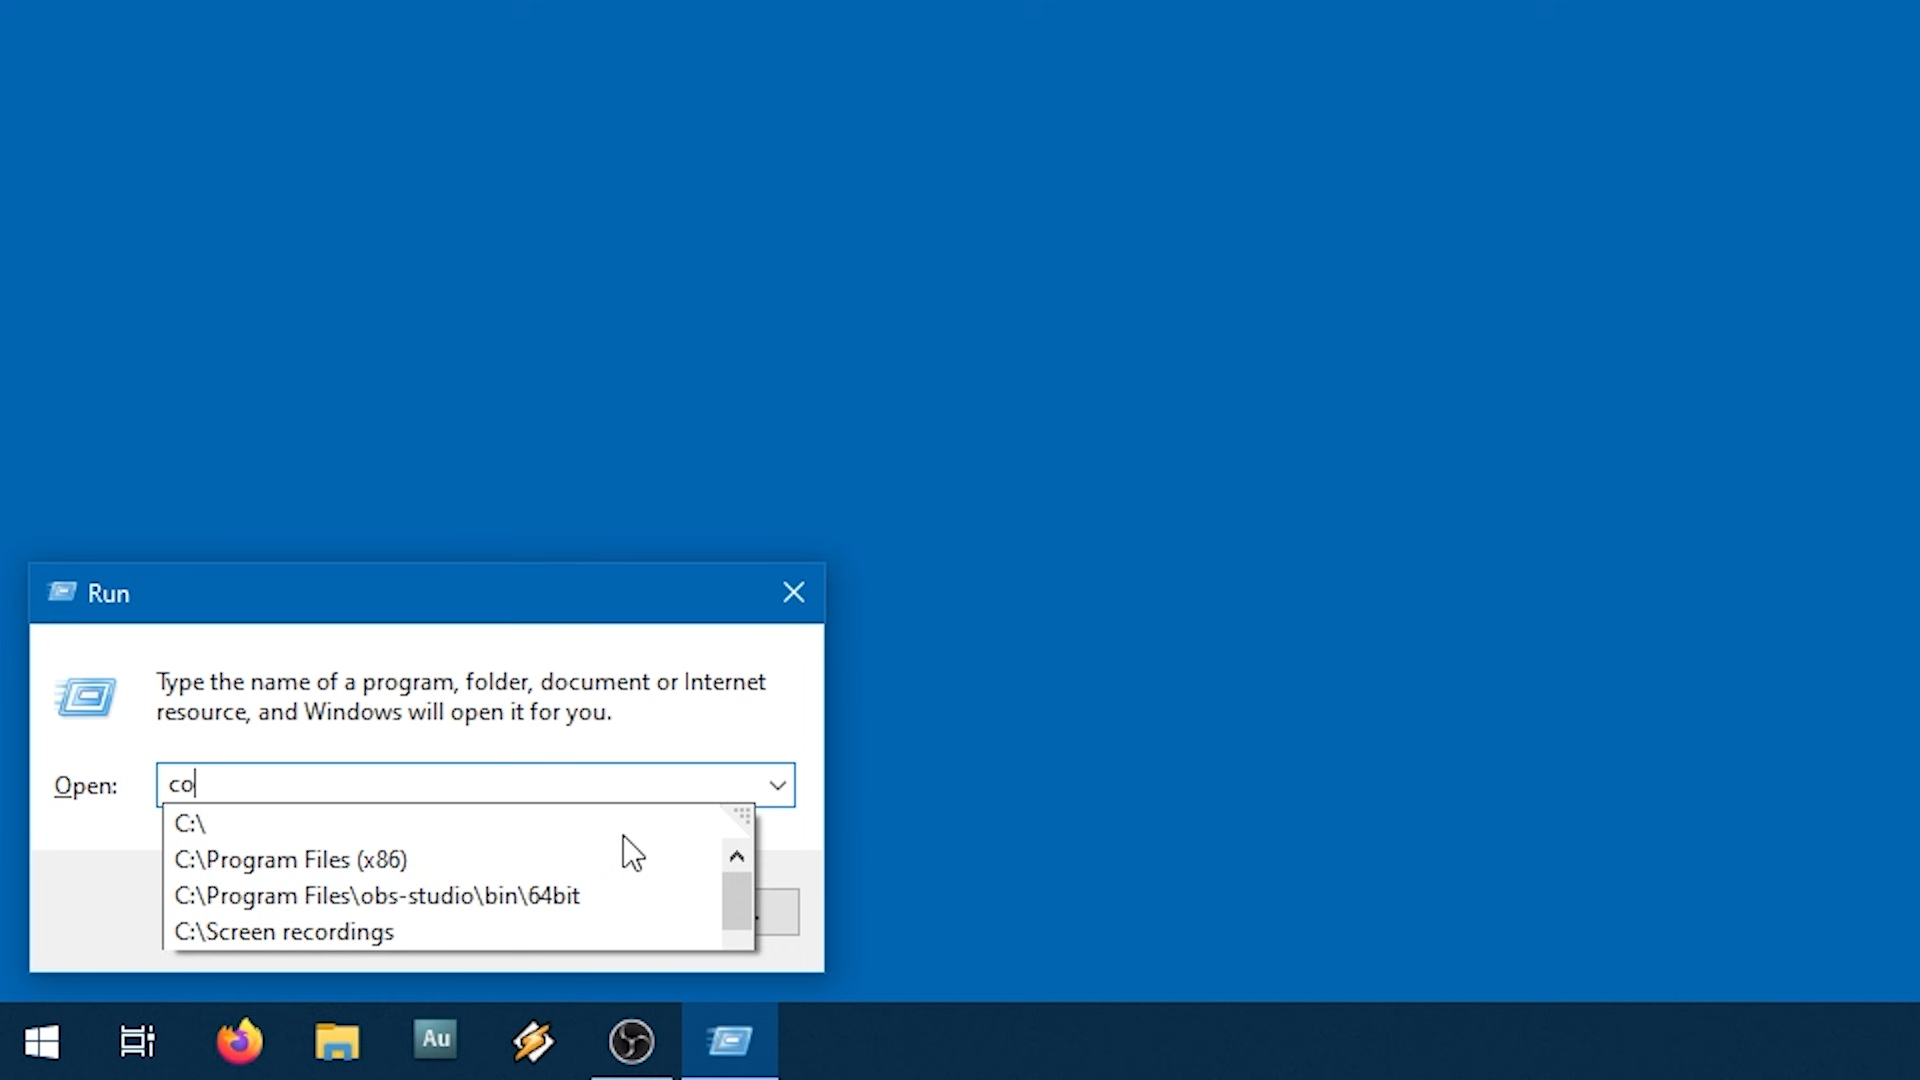 Run
Type the name of a program, folder, document or Internet
resource, and Windows will open it for you.
Open:
co
C:\
C:\Program Files (x86)
C:\Program Files\obs-studio\bin\64bit
C:\Screen recordings
Au